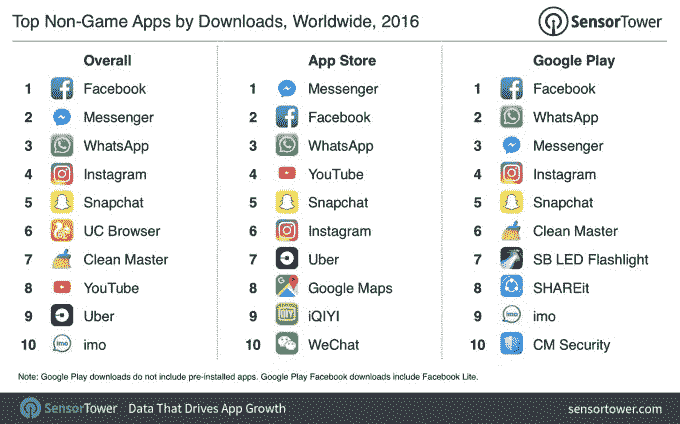 Top Non-Game Apps by Downloads, Worldwide, 2016
SensorTower
Overall
1 Facebook
2 Messenger
3 WhatsApp
4 Instagram
5 Snapchat
6 UC Browser
7 Clean Master
8 YouTube
9 Uber
10 imo
App Store
1 Messenger
2 Facebook
3 WhatsApp
4 YouTube
5 Snapchat
6 Instagram
7 Uber
8 Google Maps
9 iQIYI
10 WeChat
Google Play
1 Facebook
2 WhatsApp
3 Messenger
4 Instagram
5 Snapchat
6 Clean Master
7 SB LED Flashlight
8 SHAREit
9 imo
10 CM Security
Note: Google Play downloads do not include pre-installed apps. Google Play Facebook downloads include Facebook Lite.
SensorTower Data That Drives App Growth sensortower.com